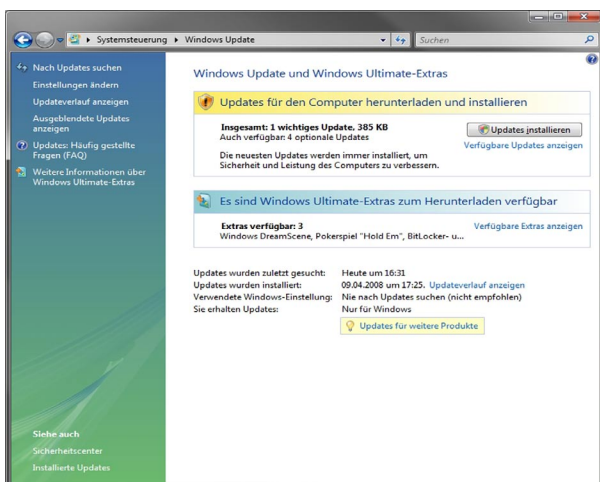 Systemsteuerung ▸ Windows Update
Suchen
Nach Updates suchen
Einstellungen ändern
Updateverlauf anzeigen
Ausgeblendete Updates
anzeigen
Updates: Häufig gestellte
Fragen (FAQ)
Weitere Informationen über
Windows Ultimate-Extras
Siehe auch
Sicherheitscenter
Installierte Updates
Windows Update und Windows Ultimate-Extras
Updates für den Computer herunterladen und installieren
Insgesamt: 1 wichtiges Update, 385 KB
Auch verfügbar: 4 optionale
Updates
Updates installieren
Verfügbare Updates anzeigen
Die neuesten Updates werden immer installiert, um
Sicherheit und Leistung des Computers zu verbessern.
Es sind Windows Ultimate-Extras zum Herunterladen verfügbar
Extras verfügbar: 3
Verfügbare Extras anzeigen
Windows DreamScene, Pokerspiel "Hold Em", BitLocker- u...
Updates wurden zuletzt gesucht: Heute um 16:31
Updates wurden installiert: 09.04.2008 um 17:25. Updateverlauf anzeigen
Verwendete Windows-Einstellung: Nie nach Updates suchen (nicht empfohlen)
Sie erhalten Updates: Nur für Windows
Updates für weitere Produkte